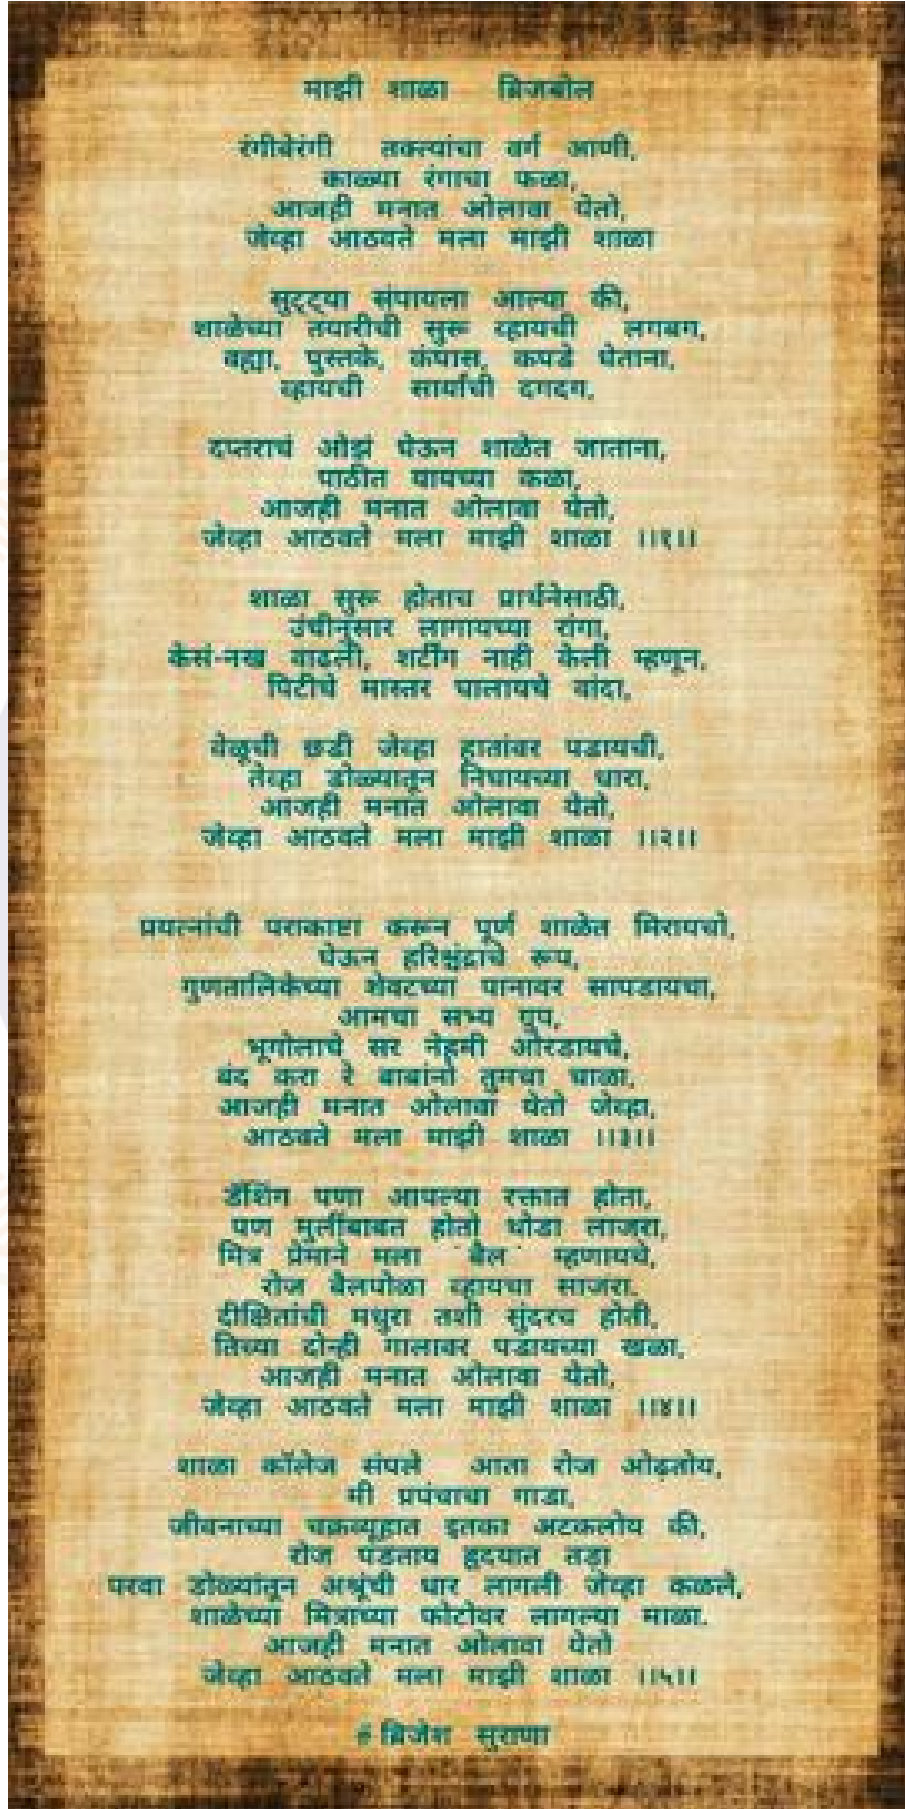 माझी शाळा ब्रिजबोल
रंगीबेरंगी तक्त्यांचा वर्ग आणी,
काळ्या रंगाचा फळा,
आजही मनात ओलावा येतो,
जेव्हा आठवते मला माझी शाळा
सुट्ट्या संपायला आल्या की,
शाळेच्या तयारीची सुरू व्हायची लगबग,
वह्या, पुस्तके, कंपास, कपडे घेताना,
व्हायची सार्यांची दगदग,
दप्तराचं ओझं घेऊन शाळेत जाताना,
पाठीत यायच्या कळा,
आजही मनात ओलावा येतो,
जेव्हा आठवते मला माझी शाळा ।।१।।
शाळा सुरू होताच प्रार्थनेसाठी,
उंचीनुसार लागायच्या रांगा,
केसं-नख वाढली, शर्टींग नाही केली म्हणून,
पिटीचे मास्तर घालायचे वांदा,
वेळूची छडी जेव्हा हातांवर पडायची,
तेव्हा डोळ्यातून निघायच्या धारा,
आजही मनात ओलावा येतो,
जेव्हा आठवते मला माझी शाळा ।।२।।
प्रयत्नांची पराकाष्टा करून पूर्ण शाळेत मिरायचो,
घेऊन हरिश्चंद्राचे रूप,
गुणतालिकेच्या शेवटच्या पानावर सापडायचा,
आमचा सभ्य ग्रुप,
भूगोलाचे सर नेहमी ओरडायचे,
बंद करा रे बाबांनो तुमचा चाळा,
आजही मनात ओलावा येतो जेव्हा,
आठवते मला माझी शाळा ।।३।।
डॅशिंग पणा आपल्या रक्तात होता,
पण मुलींबाबत होतो थोडा लाजरा,
मित्र प्रेमाने मला `बैल` म्हणायचे,
रोज बैलपोळा व्हायचा साजरा.
दीक्षितांची मथुरा तशी सुंदरच होती,
तिच्या दोन्ही गालावर पडायच्या खळा,
आजही मनात ओलावा येतो,
जेव्हा आठवते मला माझी शाळा ।।४।।
शाळा कॉलेज संपले आता रोज ओढतोय,
मी प्रपंचाचा गाडा,
जीवनाच्या चक्रव्यूहात इतका अटकलोय की,
रोज पडताय हृदयात तडा
परवा डोळ्यांतून अश्रूंची धार लागली जेव्हा कळले,
शाळेच्या मित्राच्या फोटोवर लागल्या माळा.
आजही मनात ओलावा येतो
जेव्हा आठवते मला माझी शाळा ।।५।।
ब्रिजेश सुराणा